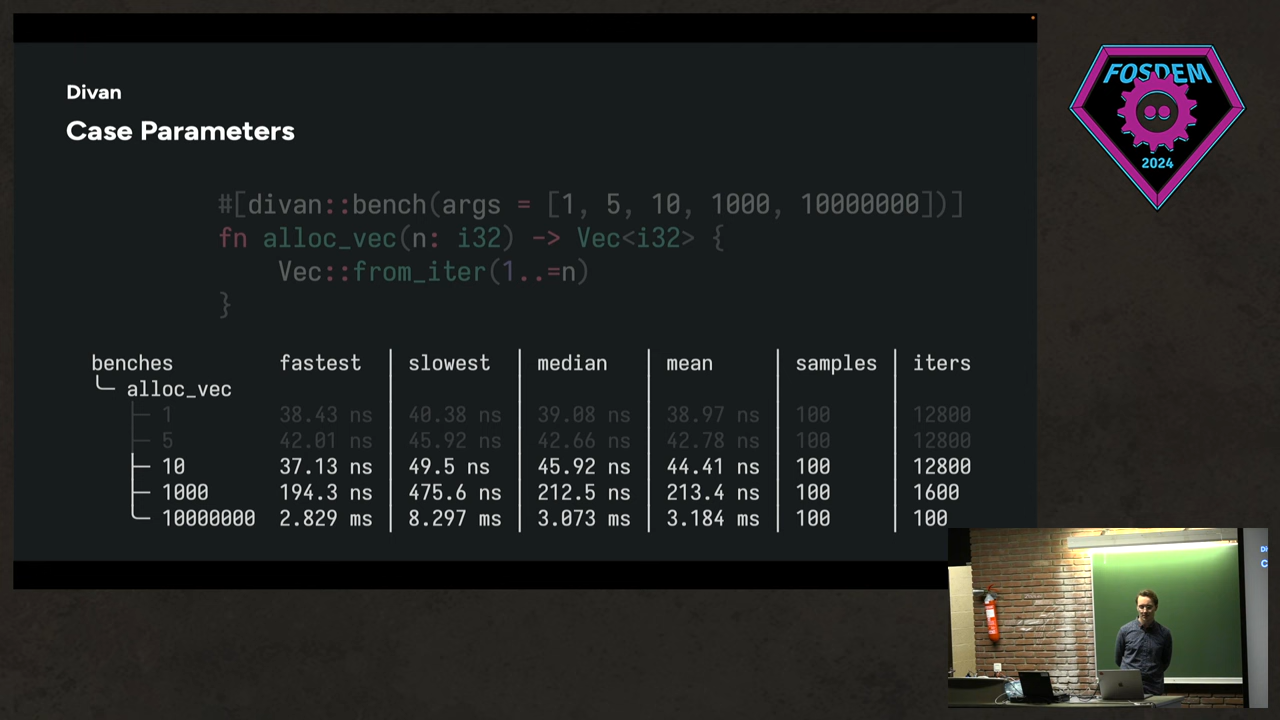 Divan
Case Parameters
#[divan::bench(args = [1, 5, 10, 1000, 10000000])]
fn alloc_vec(n: i32) -> Vec<i32> {
Vec::from_iter(1..=n)
}
benches fastest slowest median mean samples iters
alloc_vec
1 38.43 ns 40.38 ns 39.08 ns 38.97 ns 100 12800
5 42.01 ns 45.92 ns 42.66 ns 42.78 ns 100 12800
10 37.13 ns 49.5 ns 45.92 ns 44.41 ns 100 12800
1000 194.3 ns 475.6 ns 212.5 ns 213.4 ns 100 1600
10000000 2.829 ms 8.297 ms 3.073 ms 3.184 ms 100 100
FOSDEM
2024